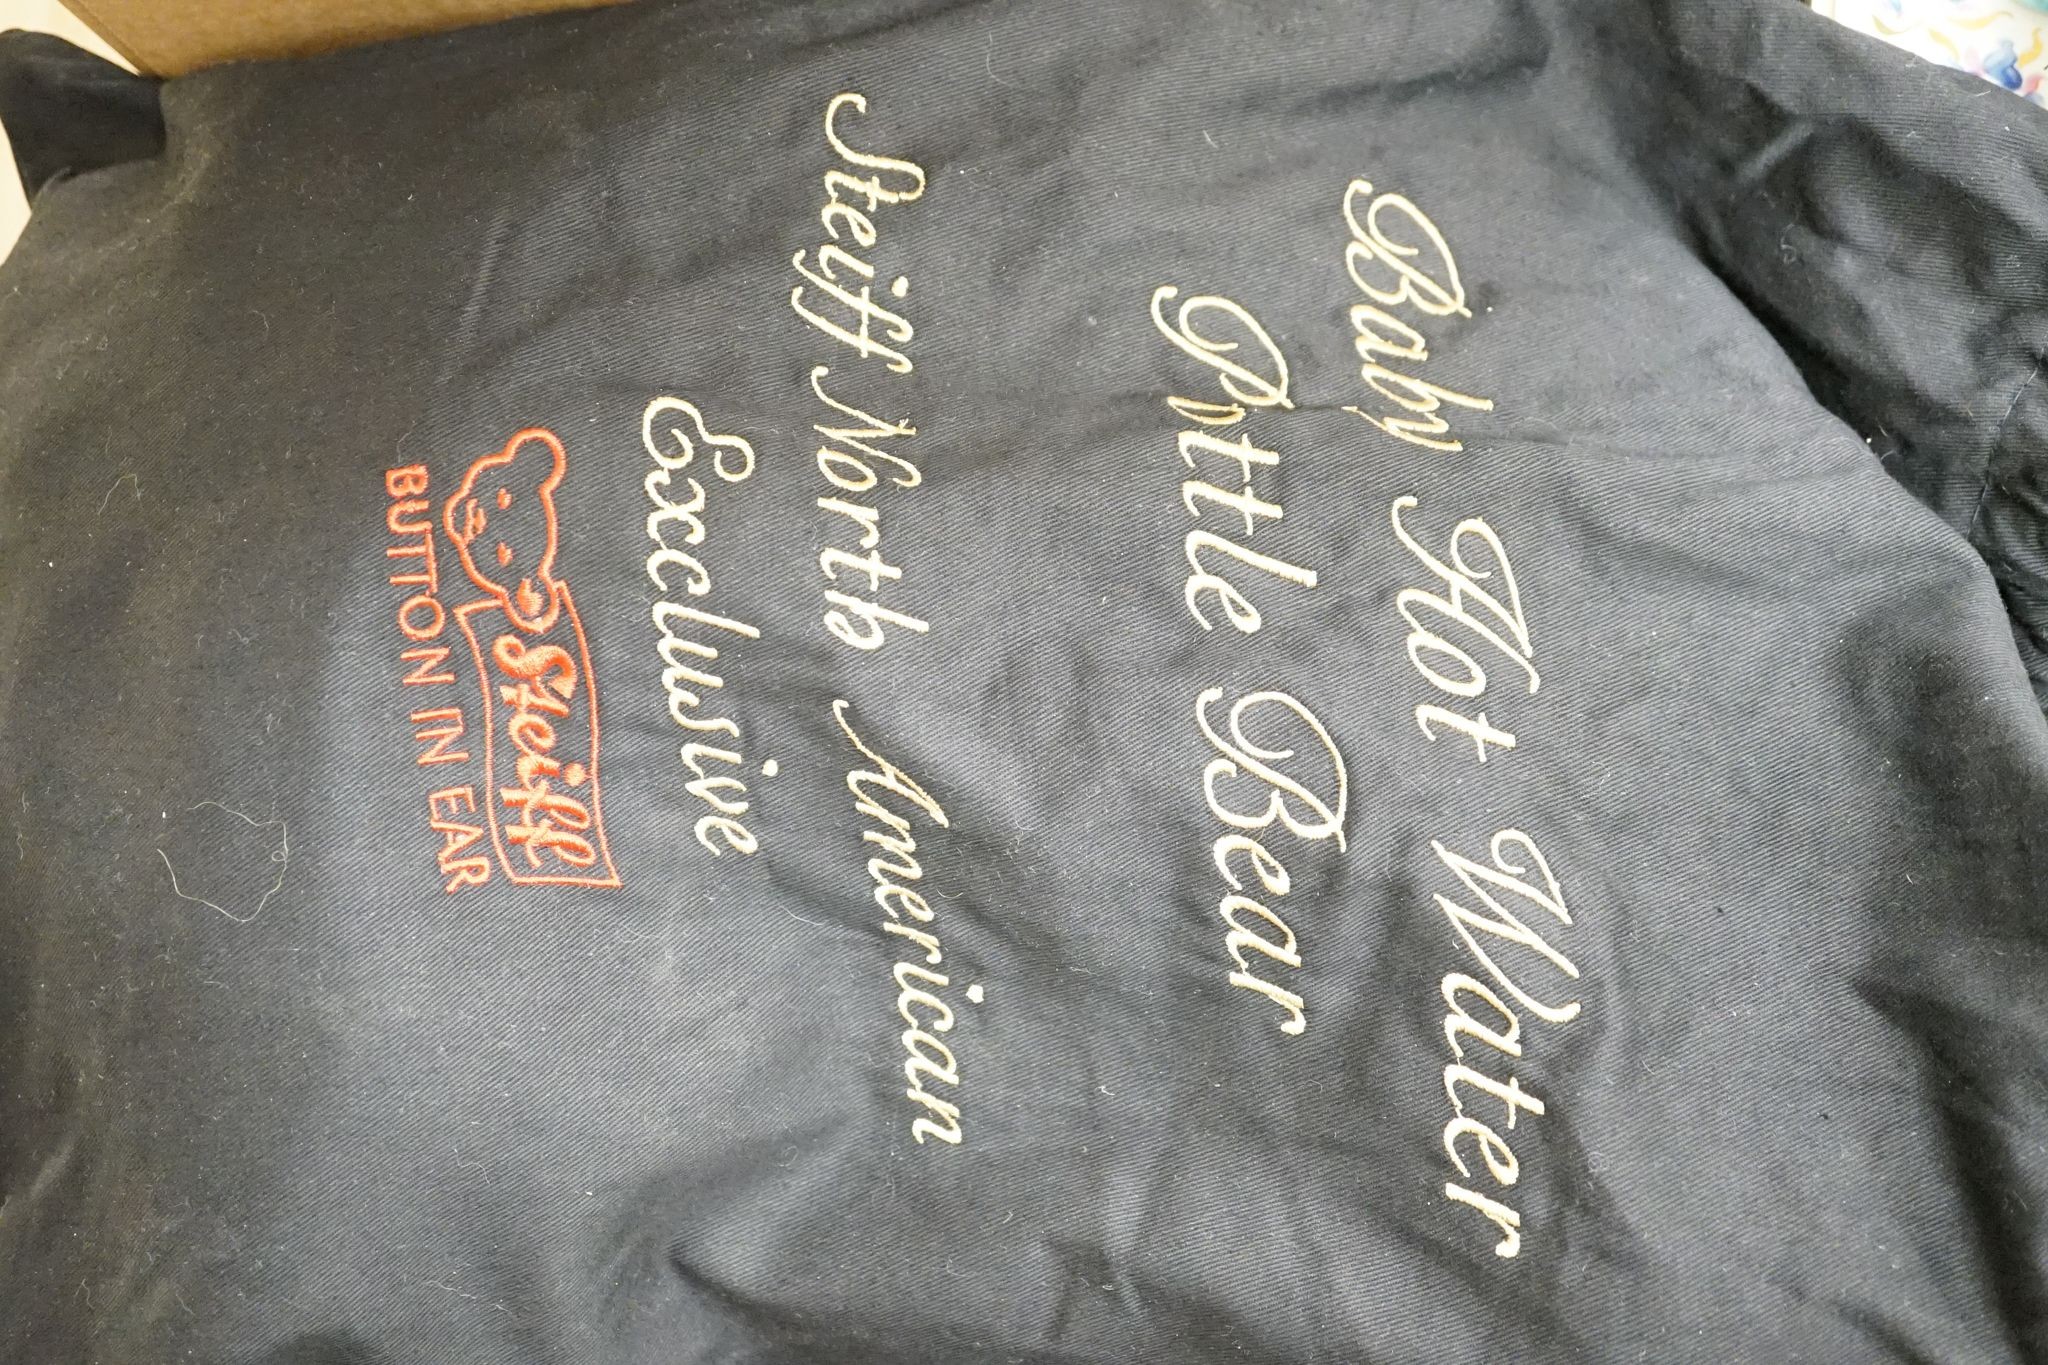 Baby Hot Water
Bottle Bear
Steiff North American
Exclusive
Steiff
BUTTON IN EAR